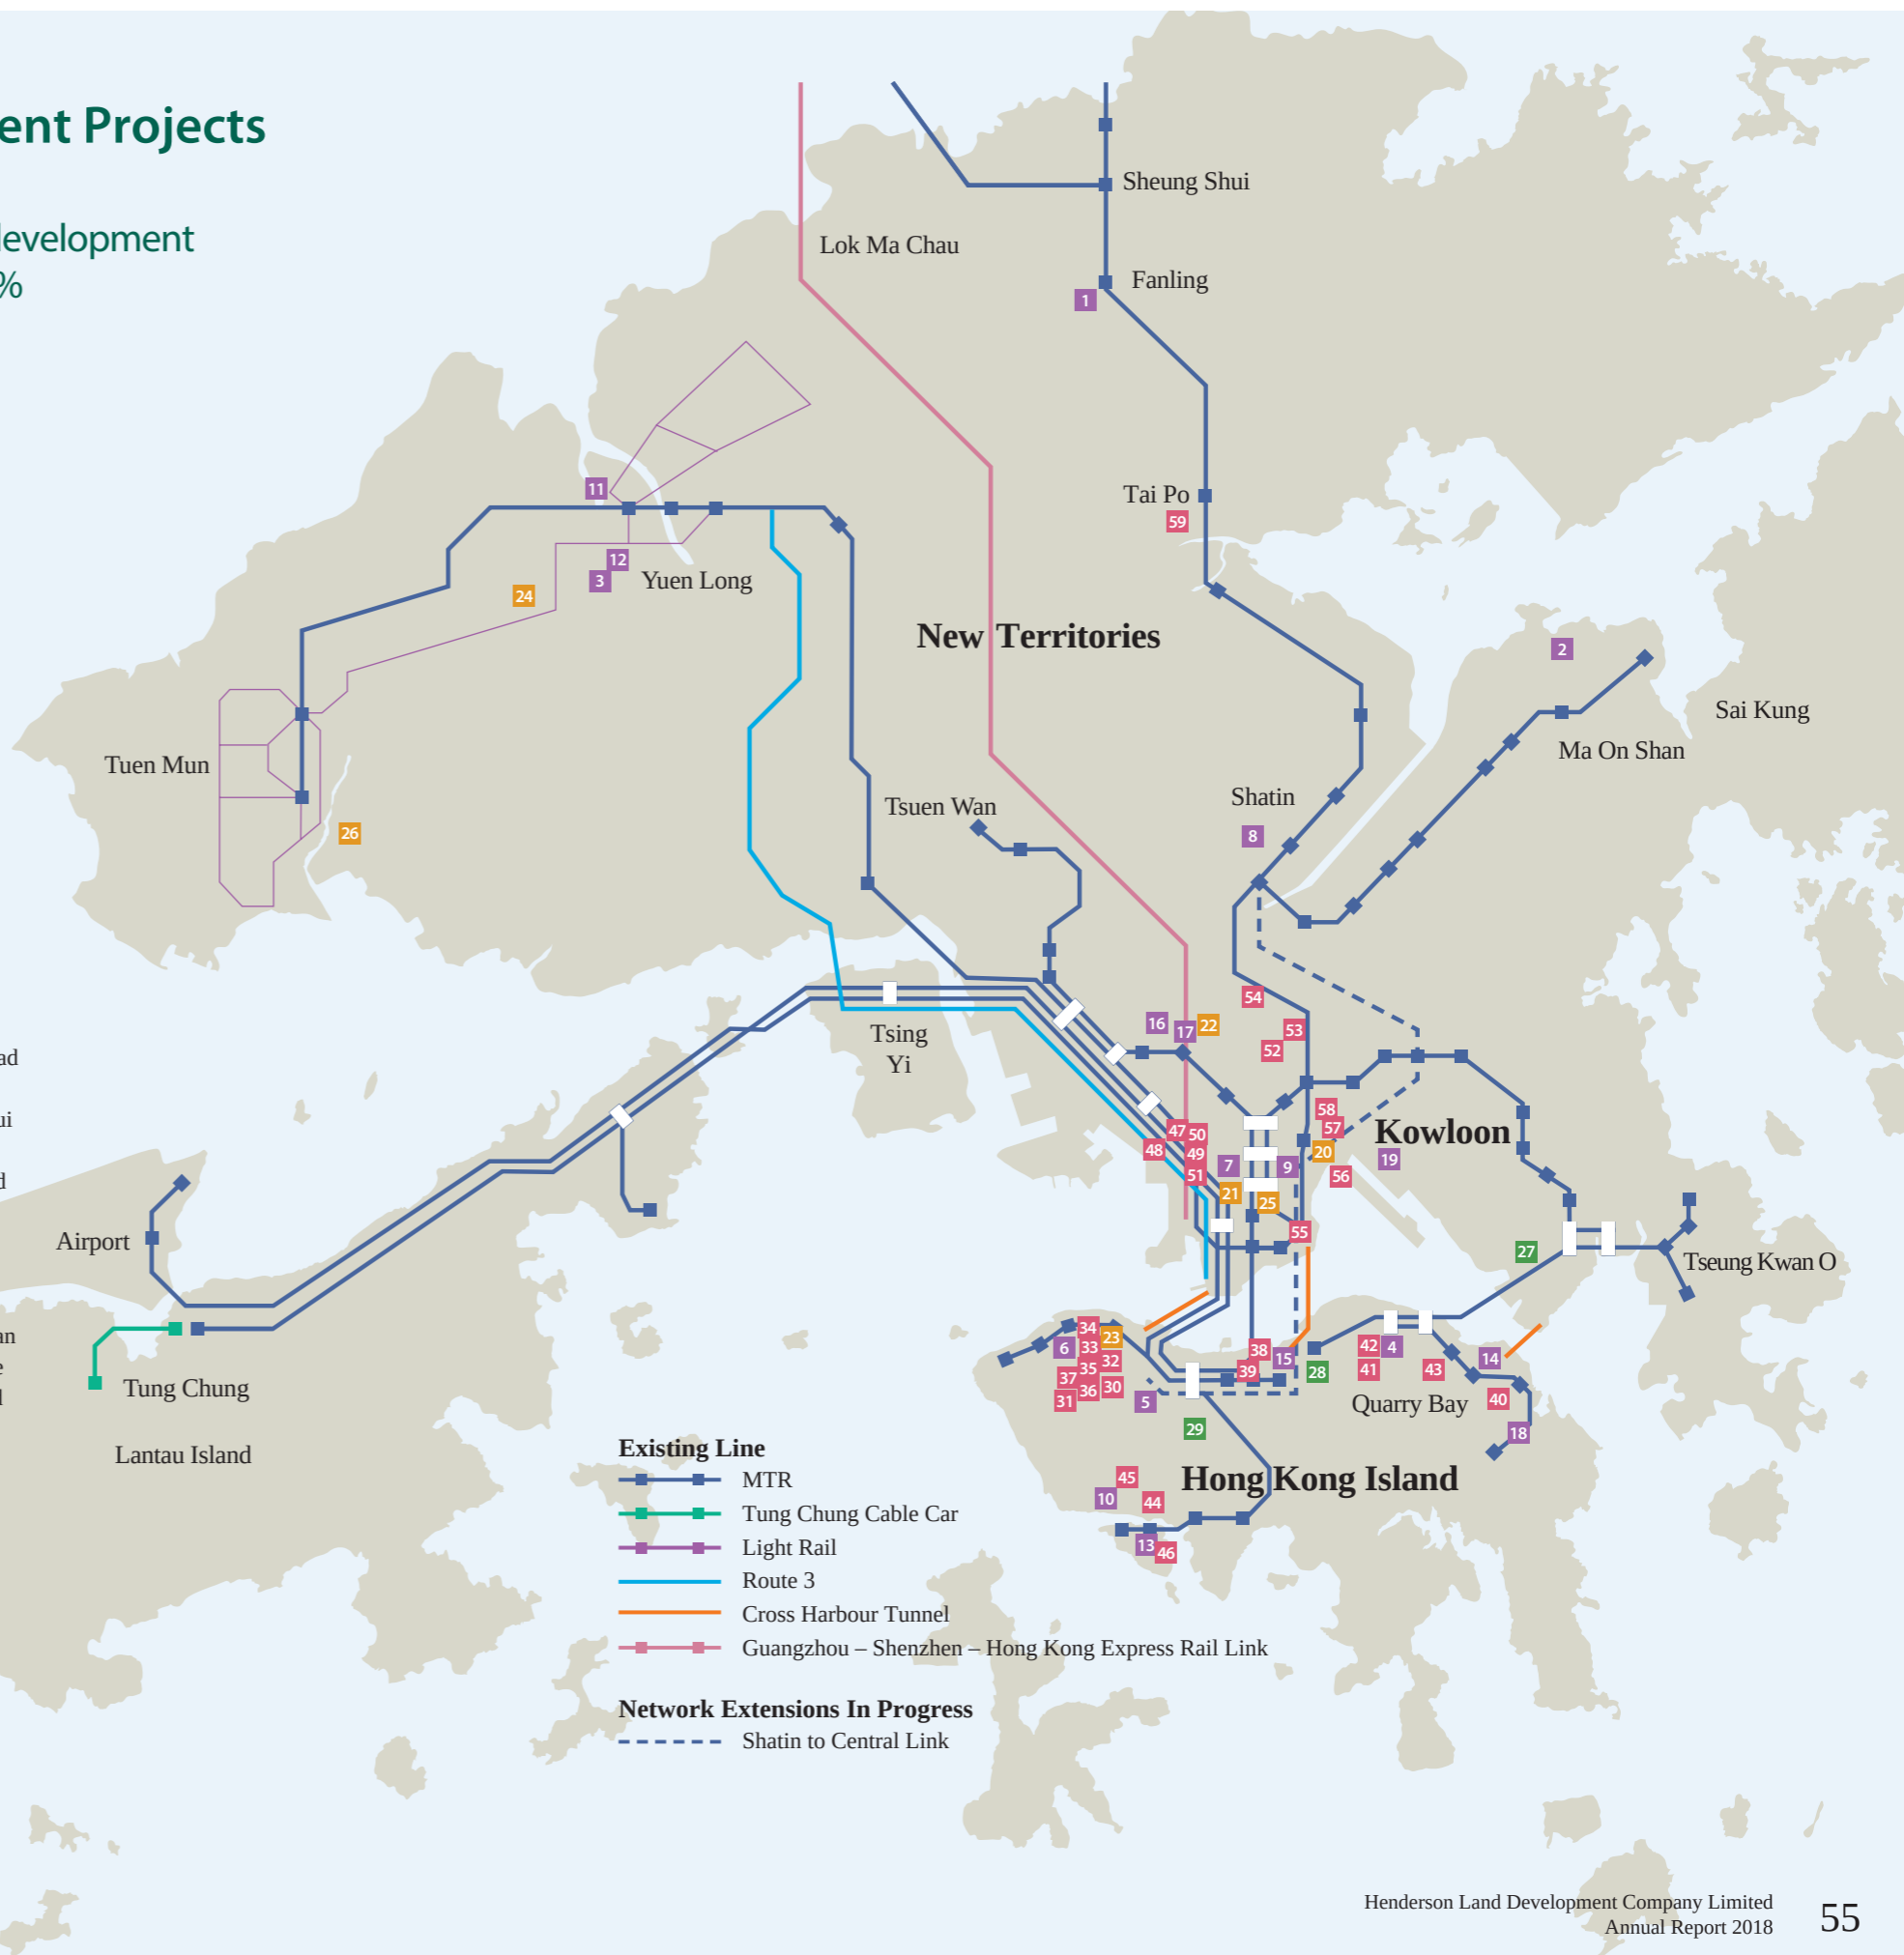 ent Projects
Sheung Shui
evelopment
Lok Ma Chau
%
Fanling
1
11
Tai Po
59
12
3
Yuen Long
24
New Territories
2
Sai Kung
Tuen Mun
Ma On Shan
Shatin
Tsuen Wan
26
8
54
16
17
22
53
Tsing
Yi
52
ad
58
57
Kowloon
ui
47
50
48
49
51
7
9
20
19
56
d
21
25
55
Airport
27
Tseung Kwan O
an
34
23
6
33
32
35
37
36
30
31
38
39
15
28
42
4
41
43
14
40
e
Tung Chung
5
Quarry Bay
18
29
Lantau Island
Existing Line
Hong Kong Island
45
10
44
13
46
MTR
Tung Chung Cable Car
Light Rail
Route 3
Cross Harbour Tunnel
Guangzhou – Shenzhen – Hong Kong Express Rail Link
Network Extensions In Progress
Shatin to Central Link
Henderson Land Development Company Limited
Annual Report 2018
55